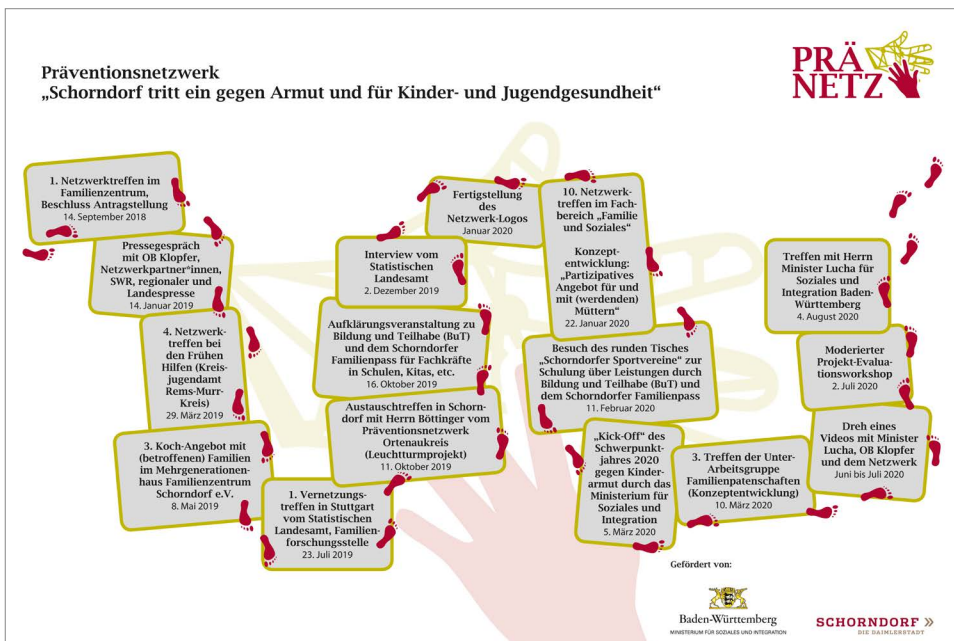 Präventionsnetzwerk
„Schorndorf tritt ein gegen Armut und für Kinder- und Jugendgesundheit“
PRÄ
NETZ
1. Netzwerktreffen im
Familienzentrum,
Beschluss Antragstellung
14. September 2018
Pressegespräch
mit OB Klopfer,
Netzwerkpartner*innen,
SWR, regionaler und
Landespresse
14. Januar 2019
4. Netzwerk-
treffen bei
den Frühen
Hilfen (Kreis-
jugendamt
Rems-Murr-
Kreis)
29. März 2019
3. Koch-Angebot mit
(betroffenen) Familien
im Mehrgenerationen-
haus Familienzentrum
Schorndorf e.V.
8. Mai 2019
1. Vernetzungs-
treffen in Stuttgart
vom Statistischen
Landesamt, Familien-
forschungsstelle
23. Juli 2019
Austauschtreffen in Schorn-
dorf mit Herrn Böttinger vom
Präventionsnetzwerk
Ortenaukreis
(Leuchtturmprojekt)
11. Oktober 2019
Aufklärungsveranstaltung zu
Bildung und Teilhabe (BuT)
und dem Schorndorfer
Familienpass für Fachkräfte
in Schulen, Kitas, etc.
16. Oktober 2019
Interview vom
Statistischen
Landesamt
2. Dezember 2019
Fertigstellung
des
Netzwerk-Logos
Januar 2020
10. Netzwerk-
treffen im Fach-
bereich „Familie
und Soziales“
Konzept-
entwicklung:
„Partizipatives
Angebot für und
mit (werdenden)
Müttern“
22. Januar 2020
Besuch des runden Tisches
„Schorndorfer Sportvereine“ zur
Schulung über Leistungen durch
Bildung und Teilhabe (BuT) und
dem Schorndorfer Familienpass
11. Februar 2020
„Kick-Off“ des
Schwerpunkt-
jahres 2020
gegen Kinder-
armut durch das
Ministerium für
Soziales und
Integration
5. März 2020
3. Treffen der Unter-
Arbeitsgruppe
Familienpatenschaften
(Konzeptentwicklung)
10. März 2020
Dreh eines
Videos mit Minister
Lucha, OB Klopfer
und dem Netzwerk
Juni bis Juli 2020
Moderierter
Projekt-Evalua-
tionsworkshop
2. Juli 2020
Treffen mit Herrn
Minister Lucha für
Soziales und
Integration Baden-
Württemberg
4. August 2020
Gefördert von:
Baden-Württemberg
MINISTERIUM FÜR SOZIALES UND INTEGRATION
SCHORNDORF »
DIE DAIMLERSTADT